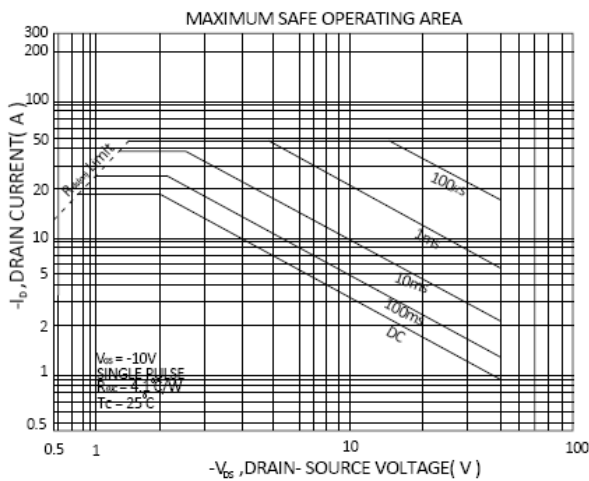 MAXIMUM SAFE OPERATING AREA
300
200
100
50
20
10
5
2
1
0.5
-ID,DRAIN CURRENT( A )
Limit
100us
1ms
10ms
100ms
DC
VGS = -10V
SINGLE PULSE
Tc = 25°C
0.5
1
10
100
-VDS ,DRAIN- SOURCE VOLTAGE( V )